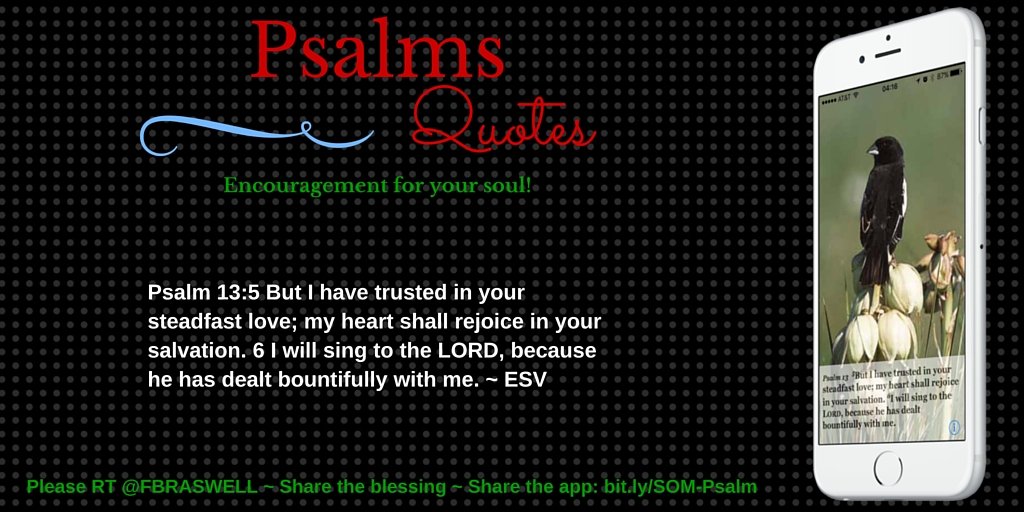 Psalms
Quotes
Encouragement for your soul!
Psalm 13:5 But I have trusted in your
steadfast love; my heart shall rejoice in your
salvation. 6 I will sing to the LORD, because
he has dealt bountifully with me. ~ ESV
Please RT @FBRASWELL ~ Share the blessing ~ Share the app: bit.ly/SOM-Psalm
AT&T 04:16 87%
Psalm 13 5But I have trusted in your
steadfast love; my heart shall rejoice
in your salvation. 6I will sing to the
LORD, because he has dealt
bountifully with me.
i